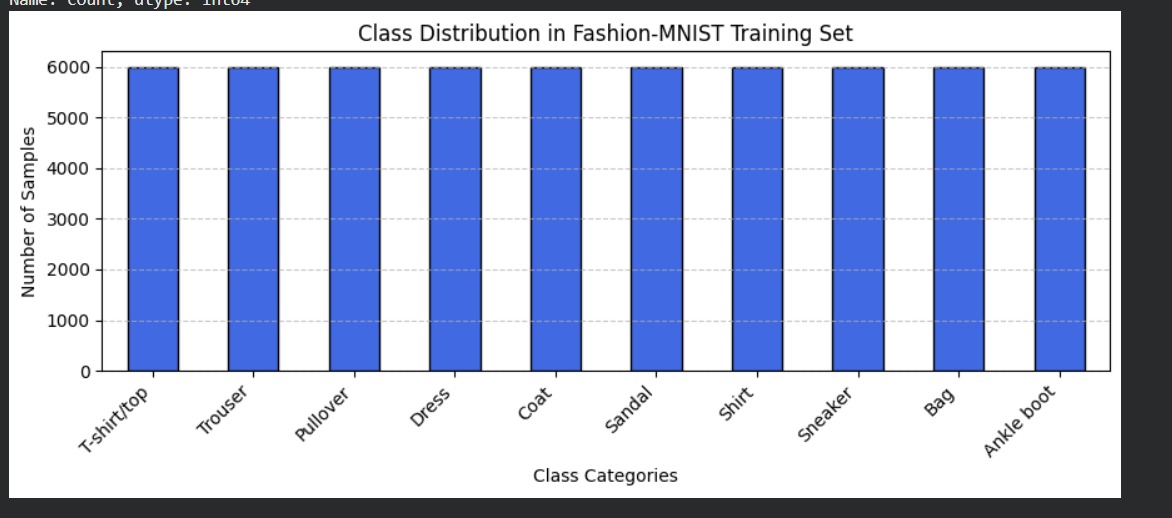 Name: count, dtype: int64
Class Distribution in Fashion-MNIST Training Set
Number of Samples
6000
5000
4000
3000
2000
1000
0
T-shirt/top
Trouser
Pullover
Dress
Coat
Sandal
Shirt
Sneaker
Bag
Ankle boot
Class Categories